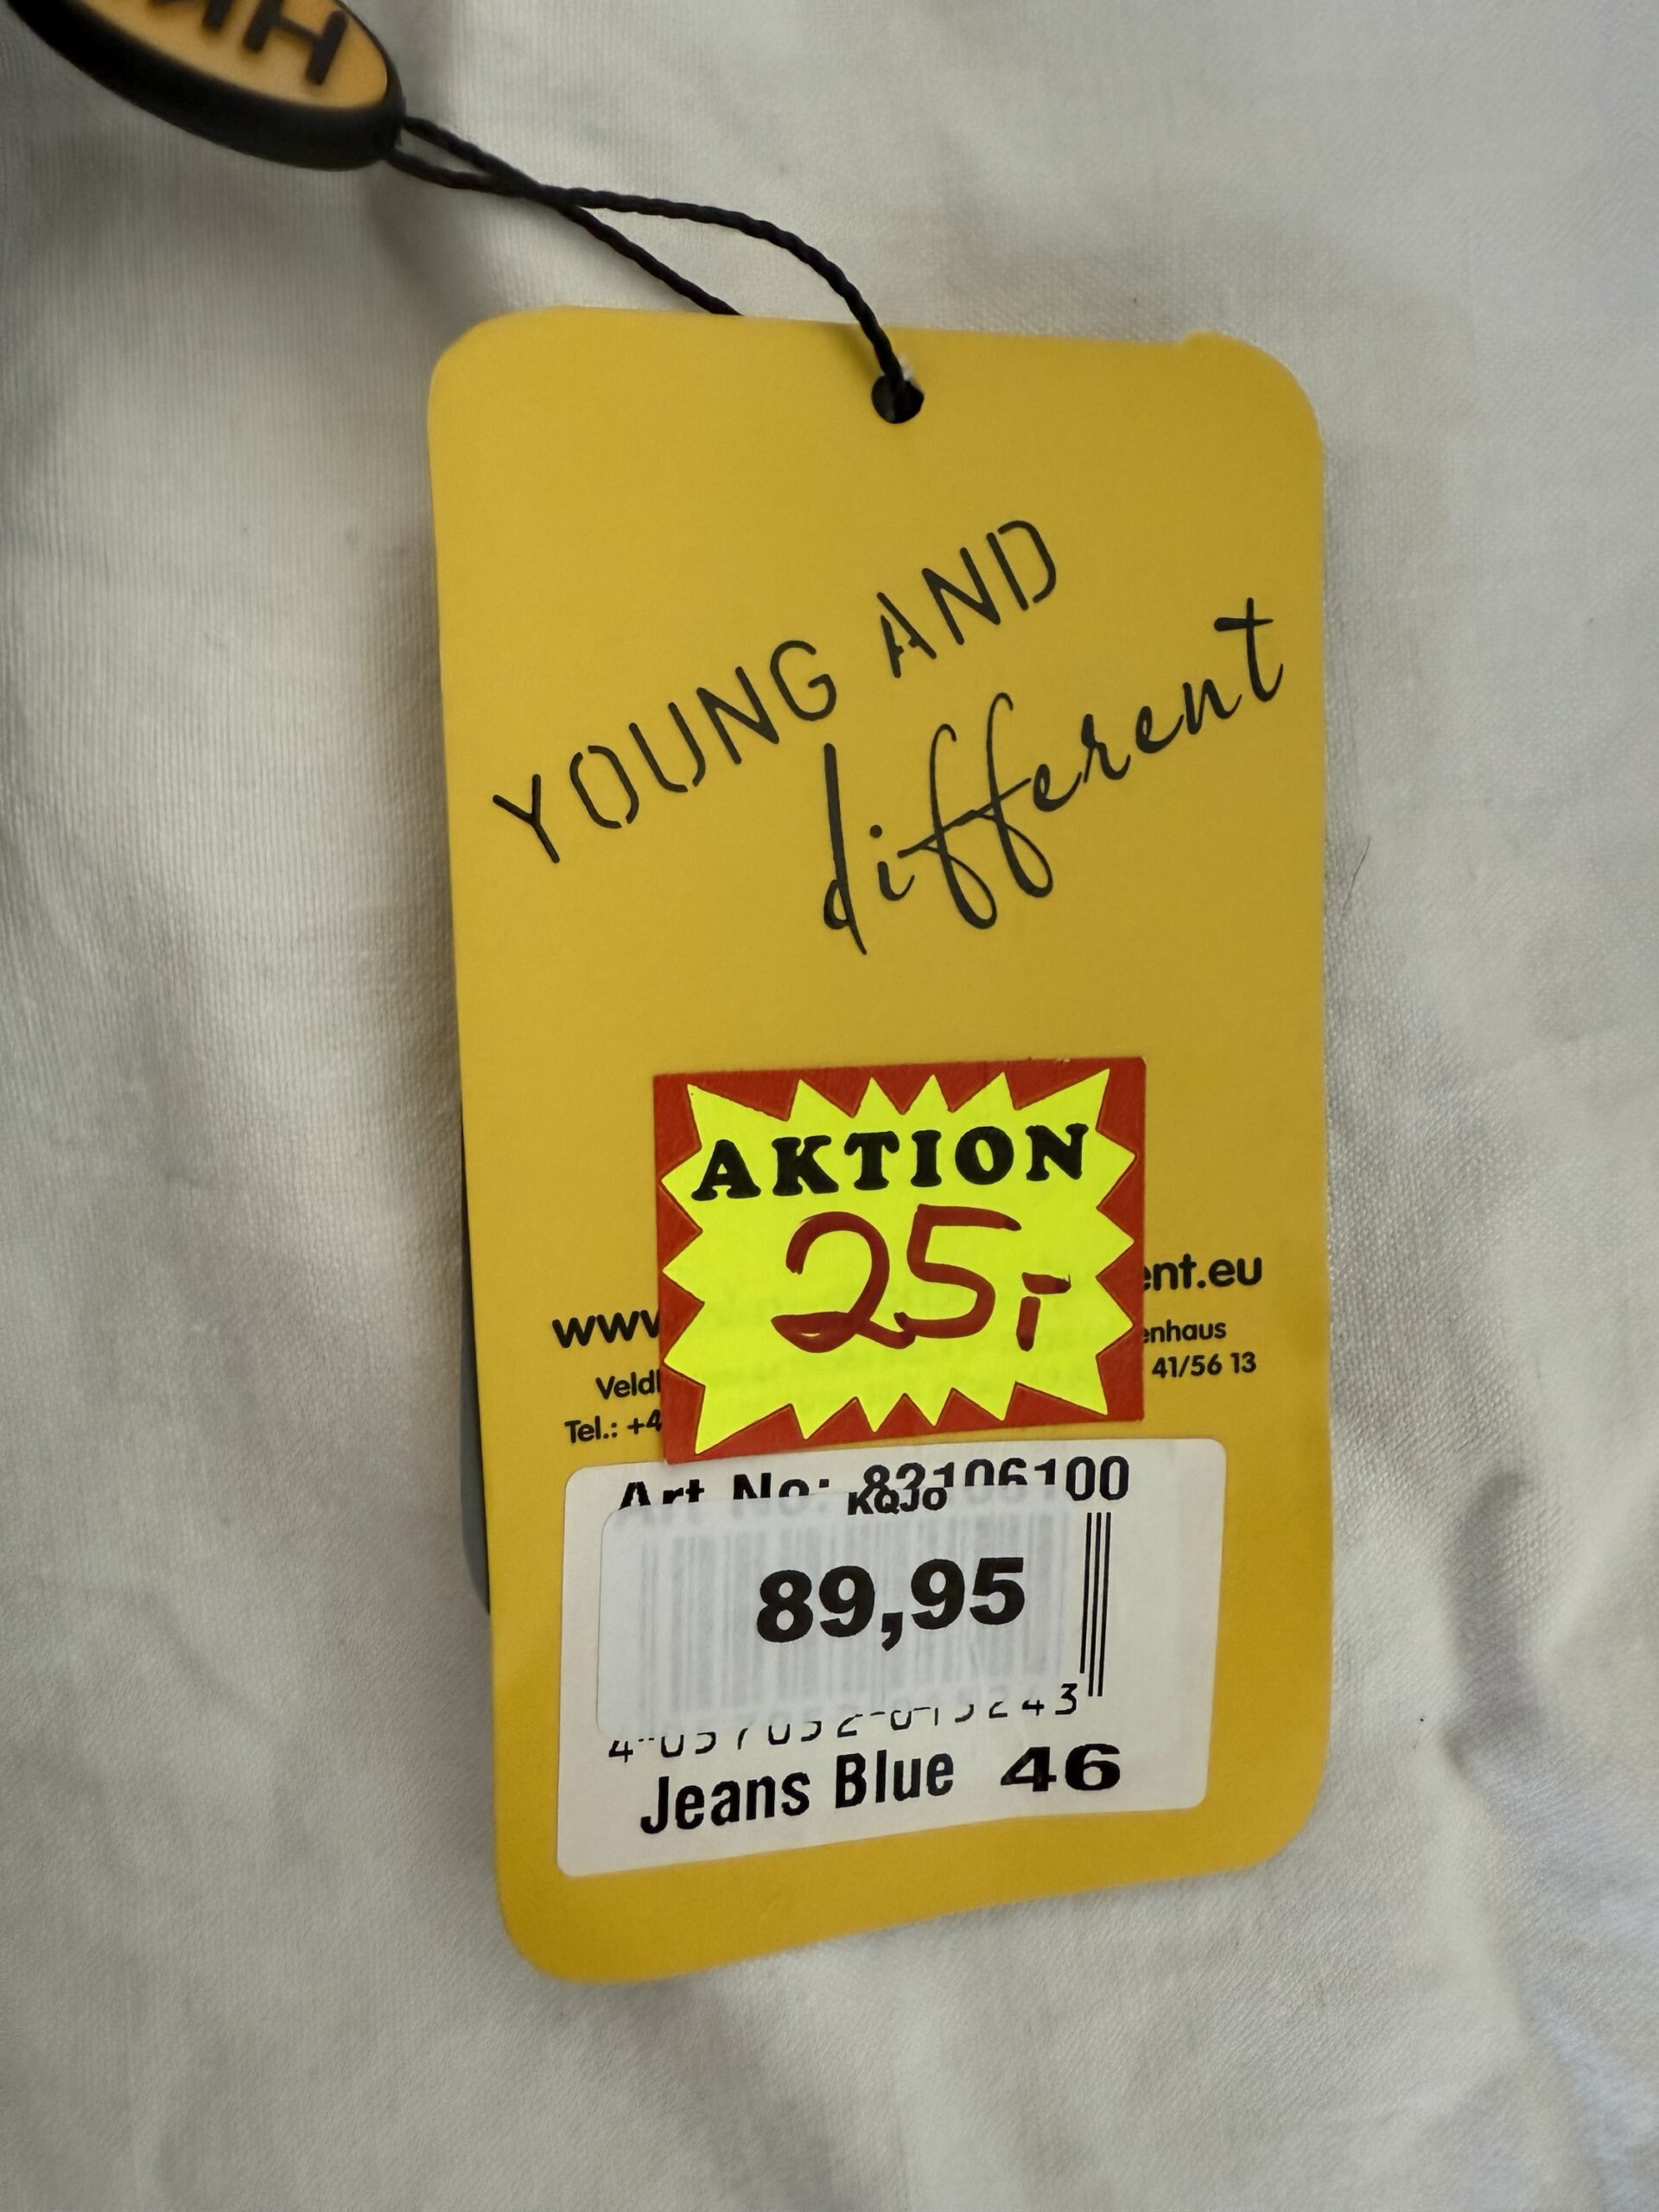 YOUNG AND
different
AKTION
25,-
www ent.eu
enhaus
41/56 13
Tel.: +4
Art No: 83106100
KQJo
89,95
Jeans Blue 46